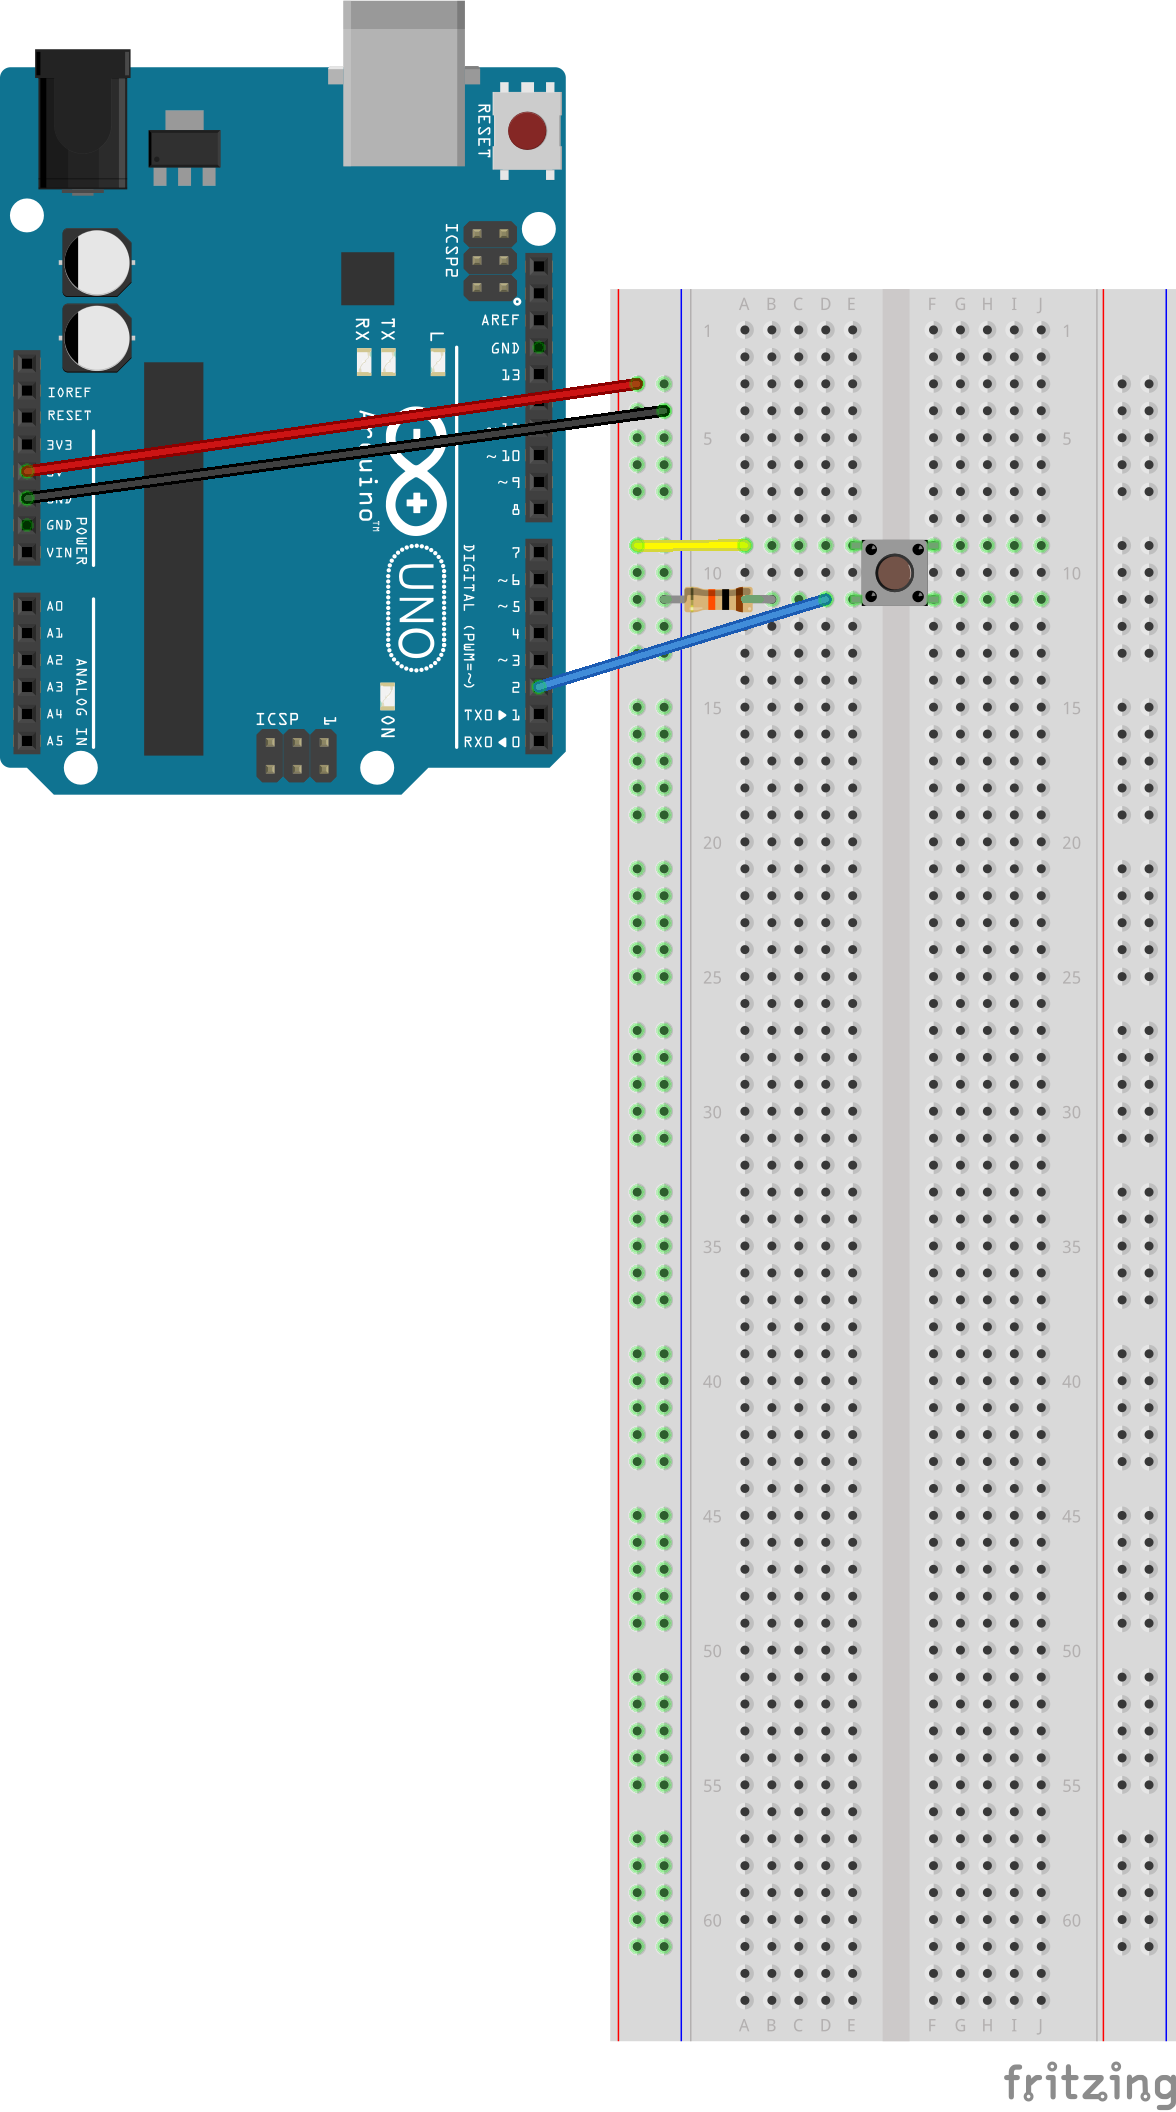 RESET
ICSP2
AREF
GND
13
RX
TX
L
IOREF
RESET
3V3
GND
VIN
POWER
Arduino™
~10
~9
8
7
~6
~5
4
~3
2
TX0▶1
RX0◀0
DIGITAL (PWM=~)
UNO
A0
A1
A2
A3
A4
A5
ANALOG IN
ICSP
1
ON
A B C D E F G H I J
1 1
5 5
10 10
15 15
20 20
25 25
30 30
35 35
40 40
45 45
50 50
55 55
60 60
A B C D E F G H I J
fritzing